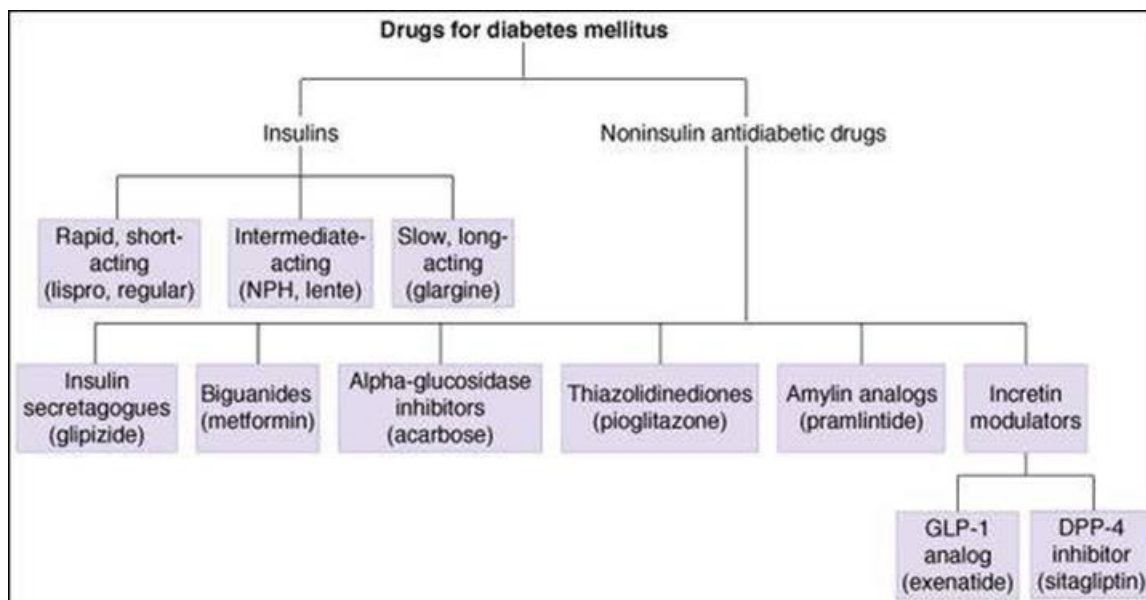 Drugs for diabetes mellitus
Insulins
Noninsulin antidiabetic drugs
Rapid, short-
acting
(lispro, regular)
Intermediate-
acting
(NPH, lente)
Slow, long-
acting
(glargine)
Insulin
secretagogues
(glipizide)
Biguanides
(metformin)
Alpha-glucosidase
inhibitors
(acarbose)
Thiazolidinediones
(pioglitazone)
Amylin analogs
(pramlintide)
Incretin
modulators
GLP-1
analog
(exenatide)
DPP-4
inhibitor
(sitagliptin)